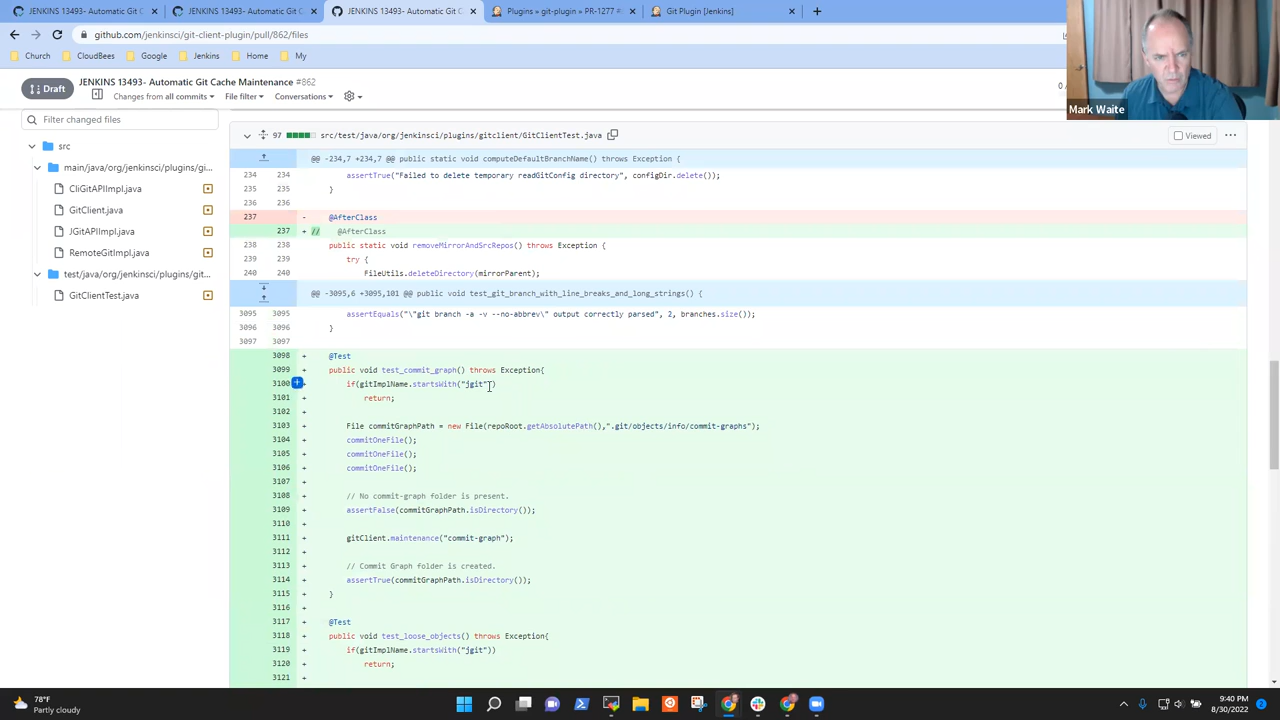 JENKINS 13493- Automatic Git C
JENKINS 13493- Automatic Git C
JENKINS 13493- Automatic Git Ca
Plugins » git-plugin » PR-1277 #
Git Plugin [Jenkins]
github.com/jenkinsci/git-client-plugin/pull/862/files
Church
CloudBees
Google
Jenkins
Home
My
Draft
JENKINS 13493- Automatic Git Cache Maintenance #862
Changes from all commits
File filter
Conversations
0 /
Mark Waite
Filter changed files
src
main/java/org/jenkinsci/plugins/gi...
CliGitAPIImpl.java
GitClient.java
JGitAPIImpl.java
RemoteGitImpl.java
test/java/org/jenkinsci/plugins/git...
GitClientTest.java
97 src/test/java/org/jenkinsci/plugins/gitclient/GitClientTest.java
Viewed
@@ -234,7 +234,7 @@ public static void computeDefaultBranchName() throws Exception {
234 234 assertTrue("Failed to delete temporary readGitConfig directory", configDir.delete());
235 235 }
236 236
237 - @AfterClass
237 + // @AfterClass
238 238 public static void removeMirrorAndSrcRepos() throws Exception {
239 239 try {
240 240 FileUtils.deleteDirectory(mirrorParent);
@@ -3095,6 +3095,101 @@ public void test_git_branch_with_line_breaks_and_long_strings() {
3095 3095 assertEquals("\"git branch -a -v --no-abbrev\" output correctly parsed", 2, branches.size());
3096 3096 }
3097 3097
3098 + @Test
3099 + public void test_commit_graph() throws Exception{
3100 + if(gitImplName.startsWith("jgit"))
3101 + return;
3102 +
3103 + File commitGraphPath = new File(repoRoot.getAbsolutePath(),".git/objects/info/commit-graphs");
3104 + commitOneFile();
3105 + commitOneFile();
3106 + commitOneFile();
3107 +
3108 + // No commit-graph folder is present.
3109 + assertFalse(commitGraphPath.isDirectory());
3110 +
3111 + gitClient.maintenance("commit-graph");
3112 +
3113 + // Commit Graph folder is created.
3114 + assertTrue(commitGraphPath.isDirectory());
3115 + }
3116 +
3117 + @Test
3118 + public void test_loose_objects() throws Exception{
3119 + if(gitImplName.startsWith("jgit"))
3120 + return;
3121 +
78°F
Partly cloudy
9:40 PM
8/30/2022